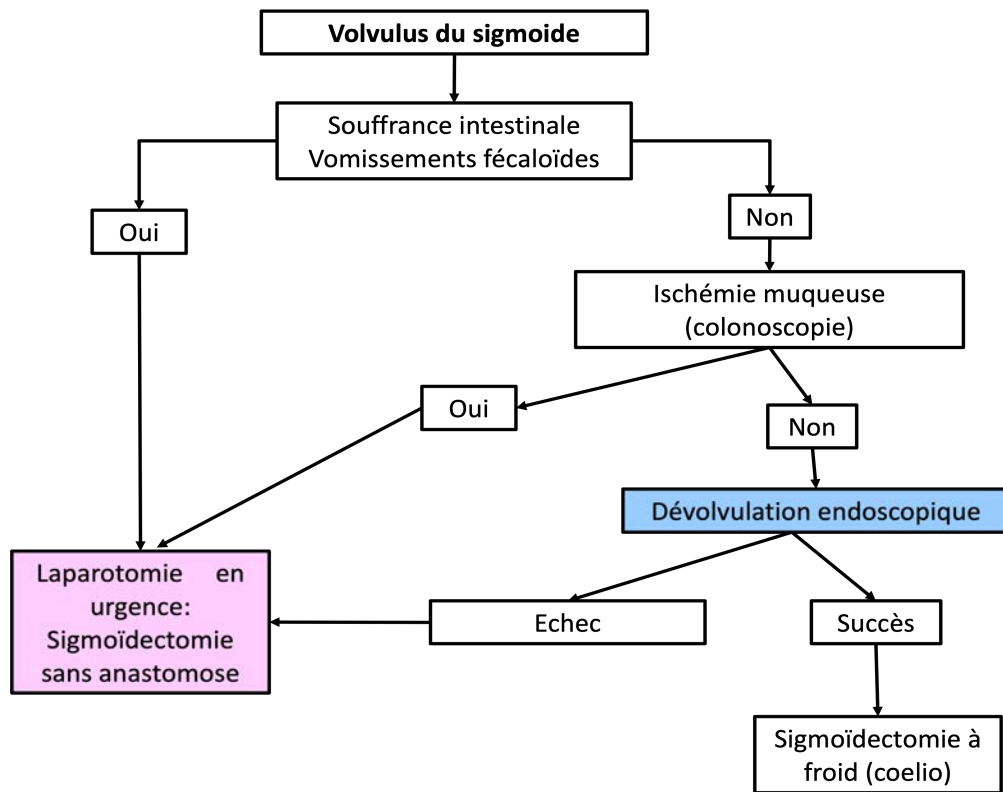 Volvulus du sigmoide
Souffrance intestinale
Vomissements fécaloïdes
Oui
Non
Ischémie muqueuse
(colonoscopie)
Oui
Non
Dévolvulation endoscopique
Laparotomie en
urgence:
Sigmoïdectomie
sans anastomose
Echec
Succès
Sigmoïdectomie à
froid (coelio)